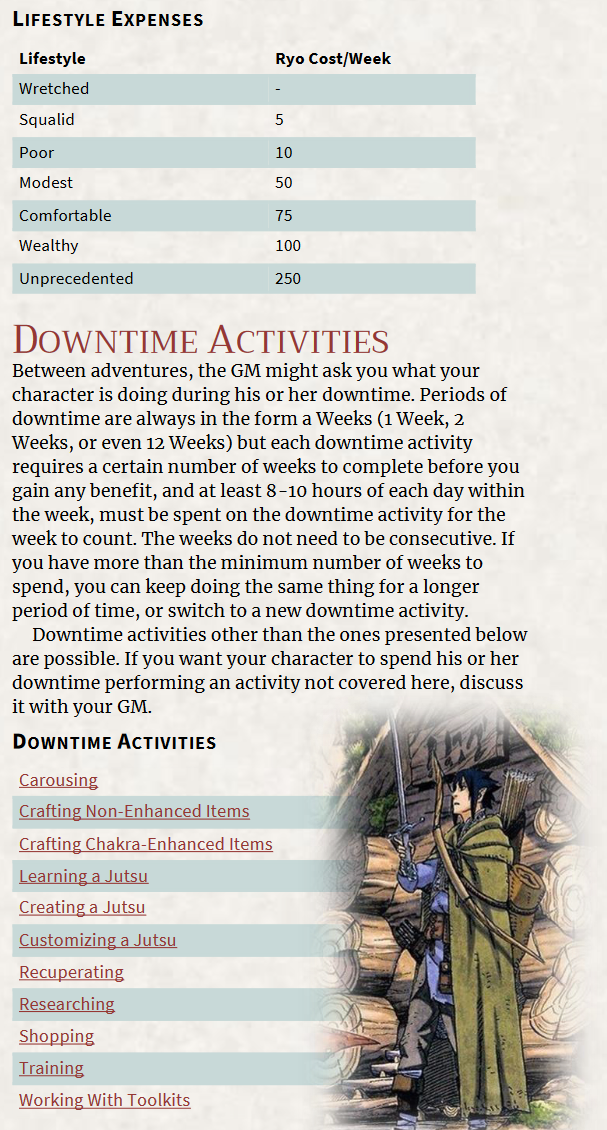 LIFESTYLE EXPENSES
Lifestyle Ryo Cost/Week
Wretched -
Squalid 5
Poor 10
Modest 50
Comfortable 75
Wealthy 100
Unprecedented 250
DOWNTIME ACTIVITIES
Between adventures, the GM might ask you what your
character is doing during his or her downtime. Periods of
downtime are always in the form a Weeks (1 Week, 2
Weeks, or even 12 Weeks) but each downtime activity
requires a certain number of weeks to complete before you
gain any benefit, and at least 8-10 hours of each day within
the week, must be spent on the downtime activity for the
week to count. The weeks do not need to be consecutive. If
you have more than the minimum number of weeks to
spend, you can keep doing the same thing for a longer
period of time, or switch to a new downtime activity.
Downtime activities other than the ones presented below
are possible. If you want your character to spend his or her
downtime performing an activity not covered here, discuss
it with your GM.
DOWNTIME ACTIVITIES
Carousing
Crafting Non-Enhanced Items
Crafting Chakra-Enhanced Items
Learning a Jutsu
Creating a Jutsu
Customizing a Jutsu
Recuperating
Researching
Shopping
Training
Working With Toolkits